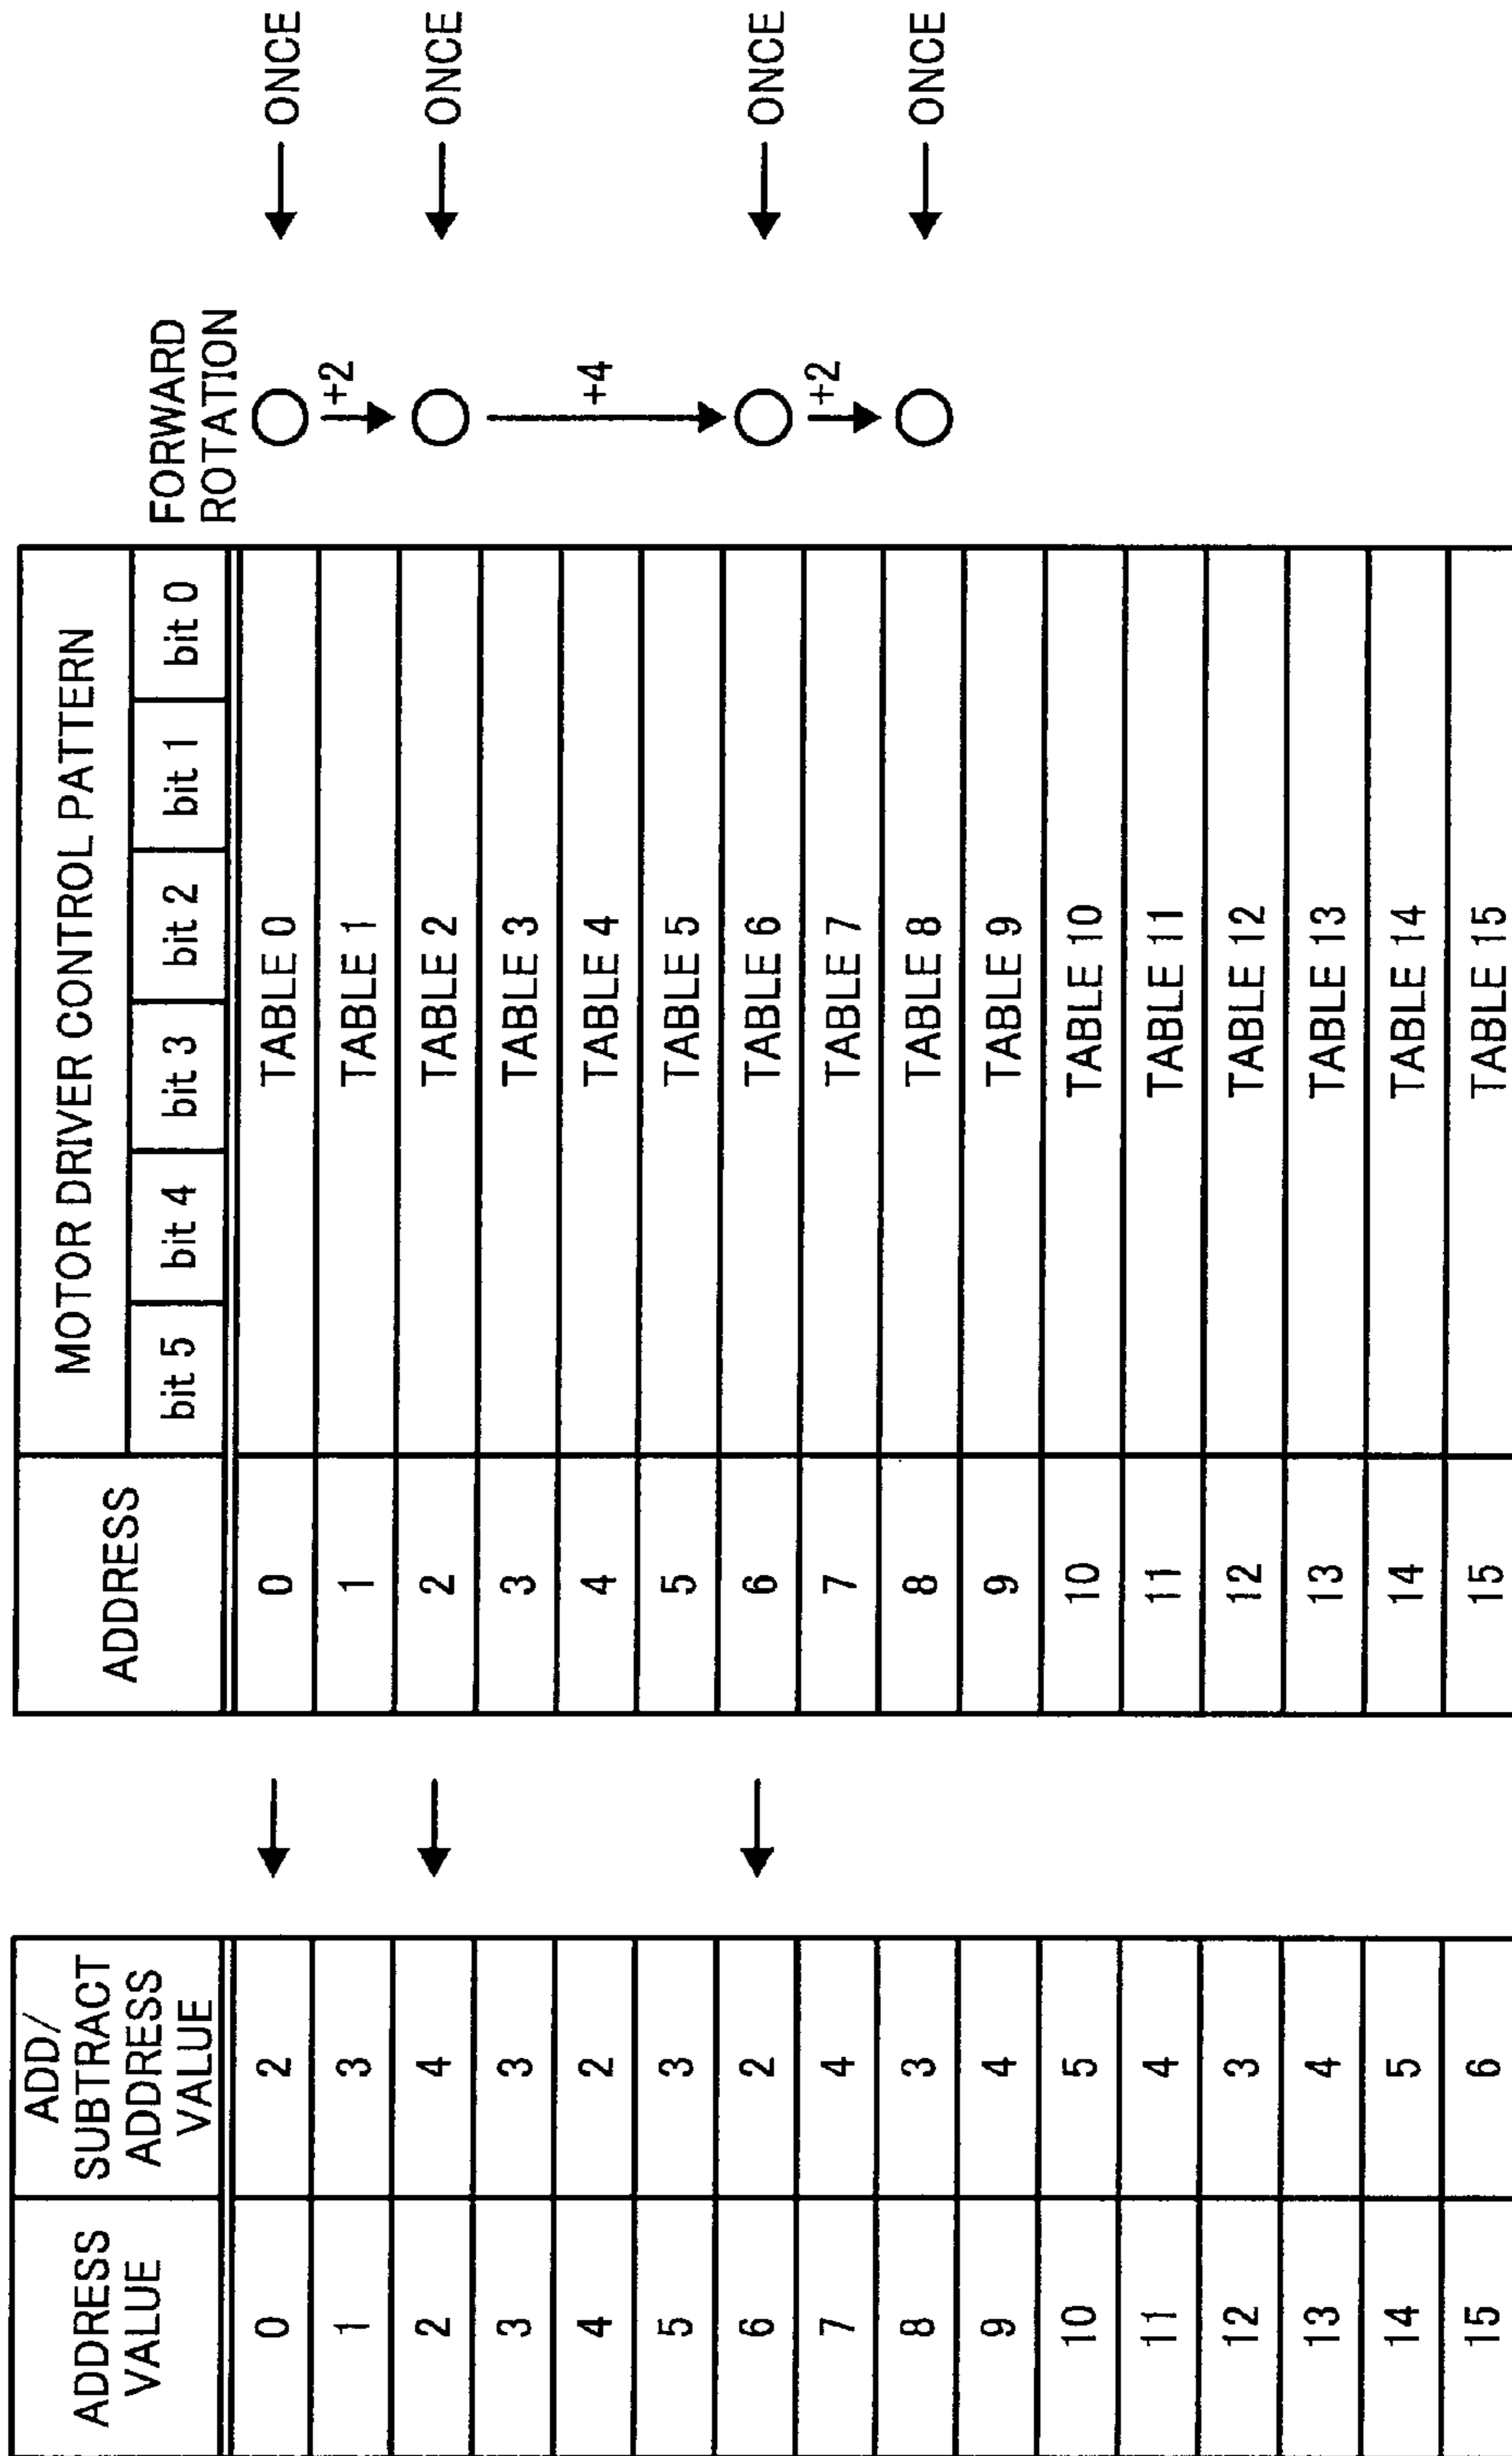 ADDRESS
VALUE
ADD/
SUBTRACT
ADDRESS
VALUE
0 2
1 3
2 4
3 3
4 2
5 3
6 2
7 4
8 3
9 4
10 5
11 4
12 3
13 4
14 5
15 6
ADDRESS
MOTOR DRIVER CONTROL PATTERN
bit 5 bit 4 bit 3 bit 2 bit 1 bit 0
0 TABLE 0
1 TABLE 1
2 TABLE 2
3 TABLE 3
4 TABLE 4
5 TABLE 5
6 TABLE 6
7 TABLE 7
8 TABLE 8
9 TABLE 9
10 TABLE 10
11 TABLE 11
12 TABLE 12
13 TABLE 13
14 TABLE 14
15 TABLE 15
FORWARD
ROTATION
+2
+4
+2
ONCE
ONCE
ONCE
ONCE